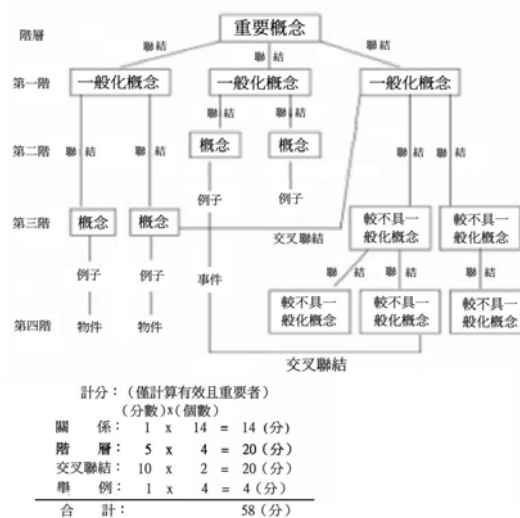 階層
重要概念
聯結 聯結 聯結
第一階 一般化概念 一般化概念 一般化概念
聯 結 聯 結 聯 結 聯 結 聯 結 聯 結
第二階 概念 概念
例子 例子
第三階 概念 概念 較不具一般化概念 較不具一般化概念
交叉聯結
例子 例子 事件 聯 結 聯 結 聯 結
第四階 物件 物件 較不具一般化概念 較不具一般化概念 較不具一般化概念
交叉聯結
計分：（僅計算有效且重要者）
（分數）x（個數）
關 係： 1 x 14 = 14（分）
階 層： 5 x 4 = 20（分）
交叉聯結： 10 x 2 = 20（分）
舉 例： 1 x 4 = 4（分）
合 計： 58（分）